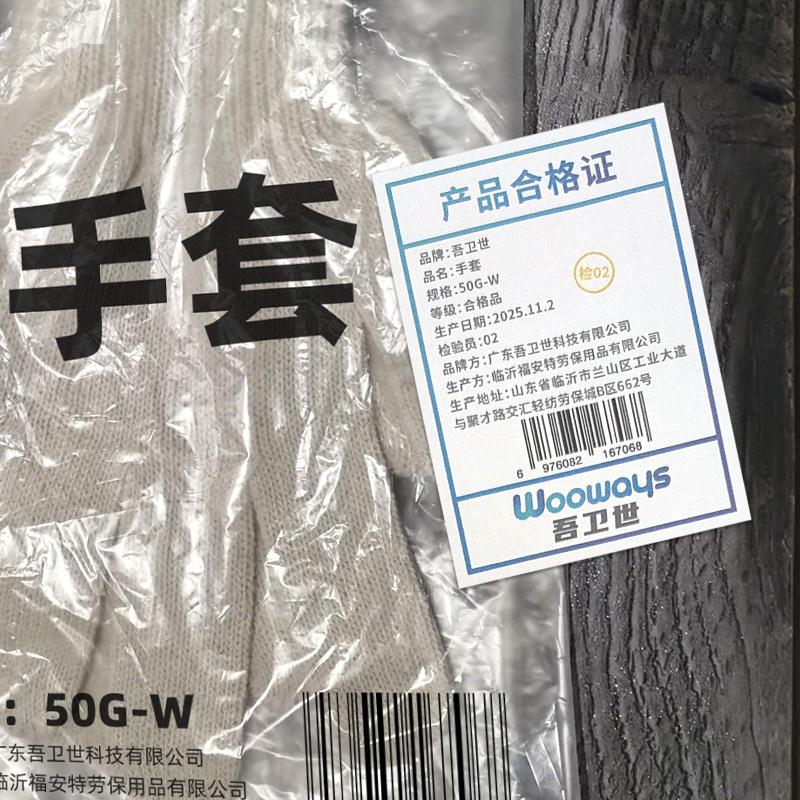 手套
产品合格证
品牌：吾卫世
品名：手套
规格：50G-W
等级：合格品
生产日期：2025.11.2
检验员：02
检02
品牌方：广东吾卫世科技有限公司
生产方：临沂福安特劳保用品有限公司
生产地址：山东省临沂市兰山区工业大道
与聚才路交汇轻纺劳保城B区662号
6 976082 167068
Wooways
吾卫世
：50G-W
广东吾卫世科技有限公司
临沂福安特劳保用品有限公司